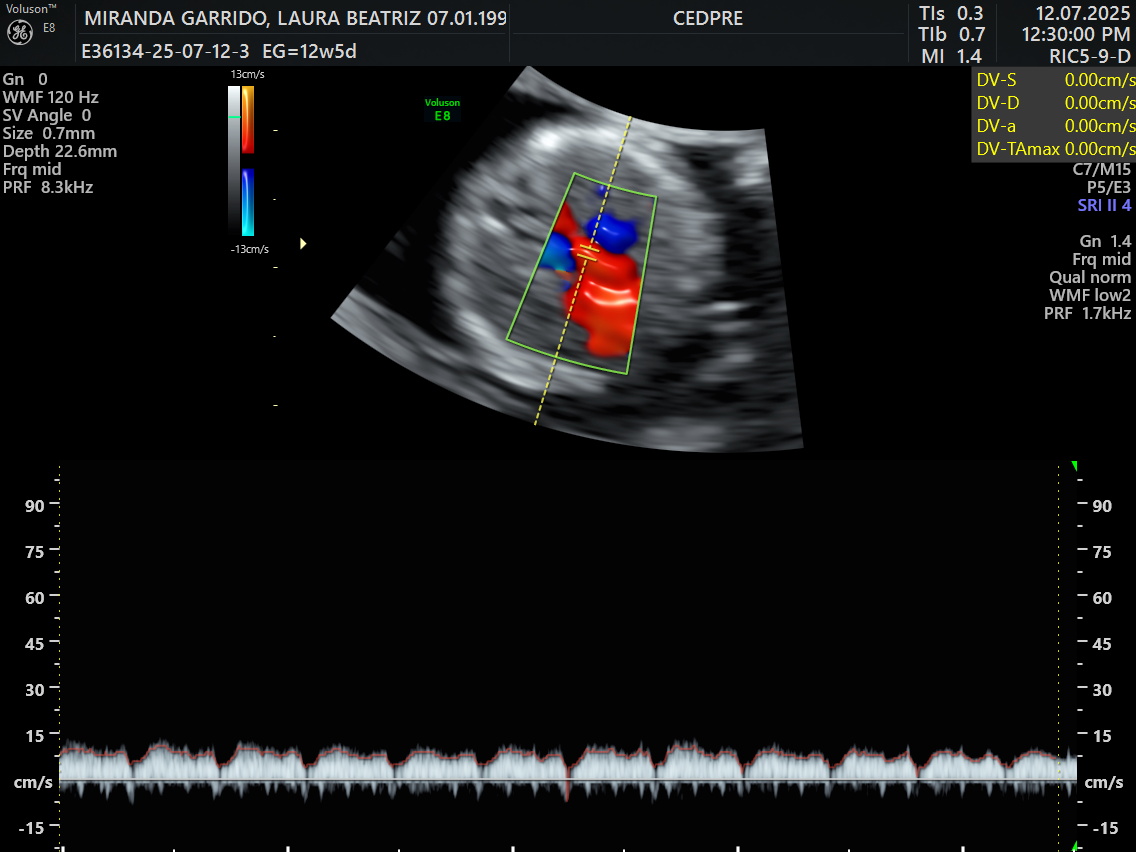 Voluson™
E8
MIRANDA GARRIDO, LAURA BEATRIZ 07.01.199
E36134-25-07-12-3 EG=12w5d
CEDPRE
TIs 0.3
TIb 0.7
MI 1.4
12.07.2025
12:30:00 PM
RIC5-9-D
Gn 0
WMF 120 Hz
SV Angle 0
Size 0.7mm
Depth 22.6mm
Frq mid
PRF 8.3kHz
13cm/s
-13cm/s
Voluson
E8
DV-S 0.00cm/s
DV-D 0.00cm/s
DV-a 0.00cm/s
DV-TAmax 0.00cm/s
C7/M15
P5/E3
SRI II 4
Gn 1.4
Frq mid
Qual norm
WMF low2
PRF 1.7kHz
90 90
75 75
60 60
45 45
30 30
15 15
cm/s cm/s
-15 -15